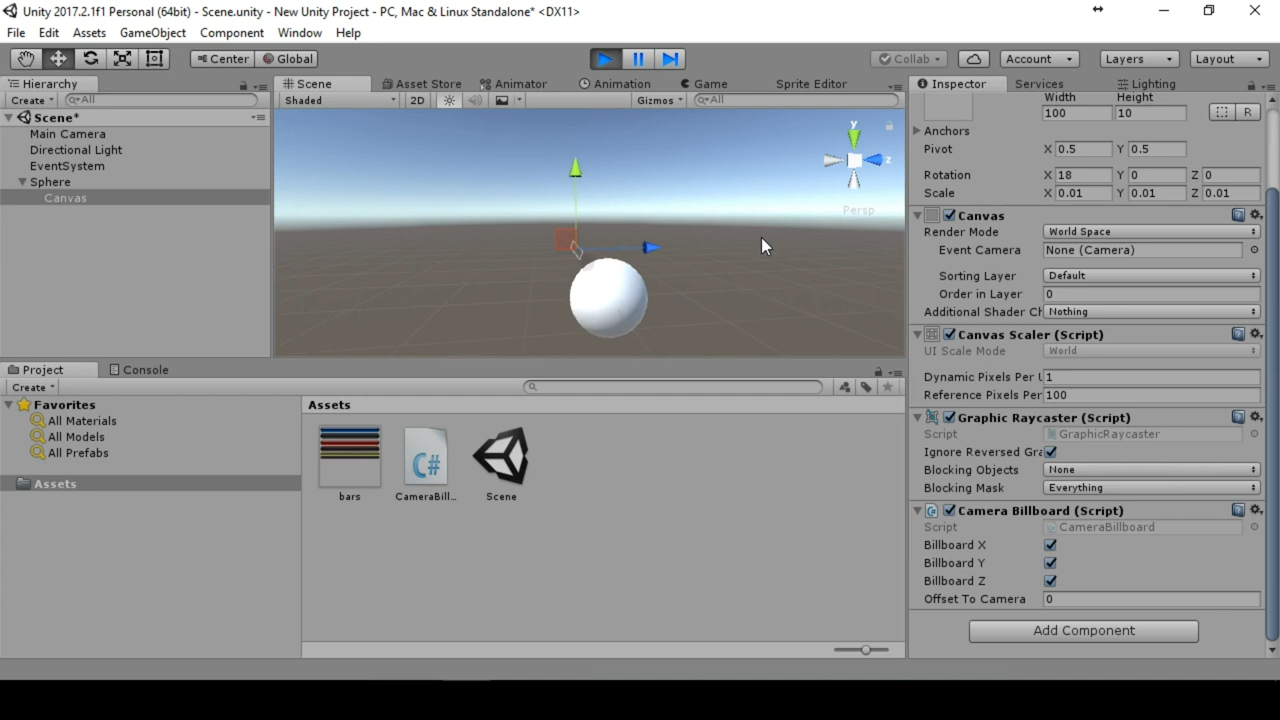 Unity 2017.2.1f1 Personal (64bit) - Scene.unity - New Unity Project - PC, Mac & Linux Standalone* <DX11>
File Edit Assets GameObject Component Window Help
Center Global Collab Account Layers Layout
Hierarchy Scene Asset Store Animator Animation Game Sprite Editor Inspector Services Lighting
Create All Shaded 2D Gizmos All Width Height
100 10 R
Scene*
Main Camera
Directional Light
EventSystem
Sphere
Canvas
y
z
Persp
Anchors
Pivot X 0.5 Y 0.5
Rotation X 18 Y 0 Z 0
Scale X 0.01 Y 0.01 Z 0.01
Canvas
Render Mode World Space
Event Camera None (Camera)
Sorting Layer Default
Order in Layer 0
Additional Shader Ch Nothing
Canvas Scaler (Script)
UI Scale Mode World
Dynamic Pixels Per U 1
Reference Pixels Per 100
Graphic Raycaster (Script)
Script GraphicRaycaster
Ignore Reversed Gra
Blocking Objects None
Blocking Mask Everything
Camera Billboard (Script)
Script CameraBillboard
Billboard X
Billboard Y
Billboard Z
Offset To Camera 0
Add Component
Project Console
Create
Favorites
All Materials
All Models
All Prefabs
Assets
Assets
C#
bars CameraBill... Scene